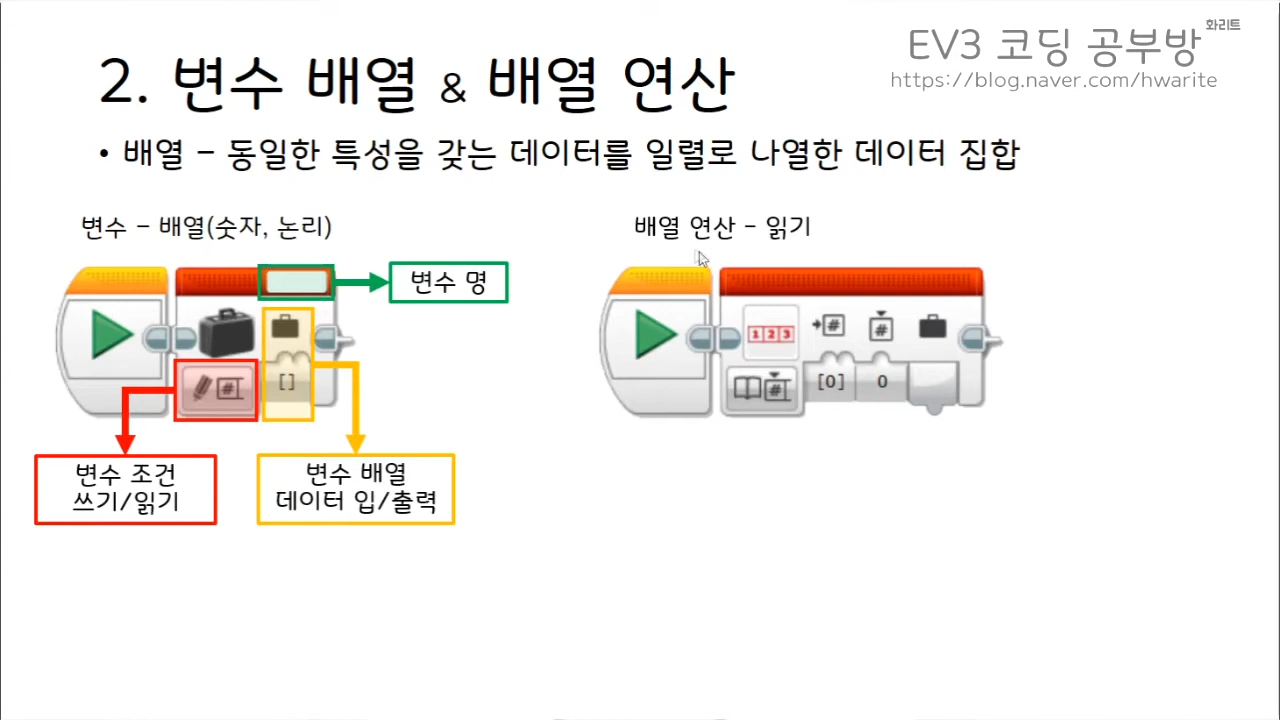 화리트
EV3 코딩 공부방
https://blog.naver.com/hwarite
2. 변수 배열 & 배열 연산
• 배열 – 동일한 특성을 갖는 데이터를 일렬로 나열한 데이터 집합
변수 – 배열(숫자, 논리)
변수 명
#
[]
변수 조건
쓰기/읽기
변수 배열
데이터 입/출력
배열 연산 – 읽기
1 2 3
# #
# [0] 0